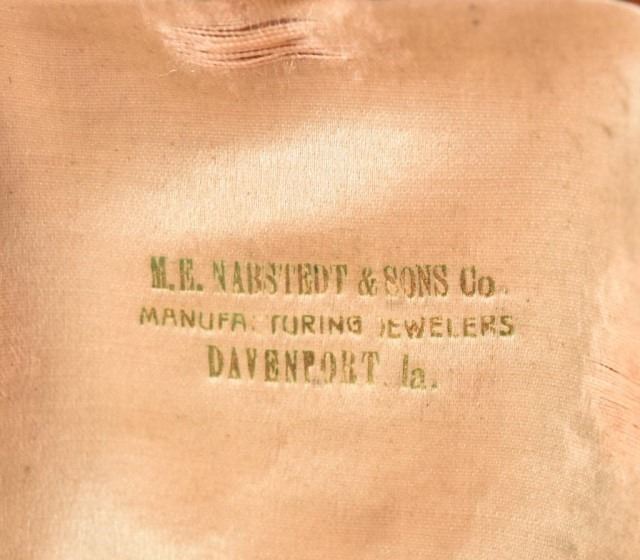 M.E. NABSTEDT & SONS Co.
MANUFACTURING JEWELERS
DAVENPORT, Ia.